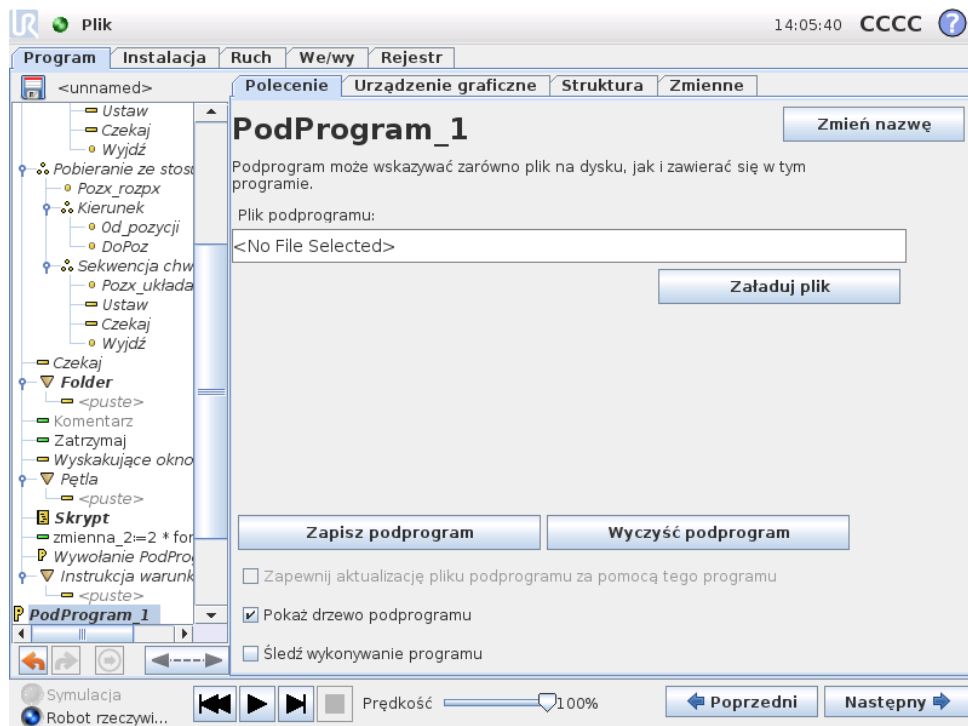 UR Plik 14:05:40 CCCC ?
Program Instalacja Ruch We/wy Rejestr
<unnamed>
Polecenie Urządzenie graficzne Struktura Zmienne
Ustaw
Czekaj
Wyjdź
Pobieranie ze stosu
Pozx_rozpx
Kierunek
Od_pozycji
DoPoz
Sekwencja chw
Pozx_układa
Ustaw
Czekaj
Wyjdź
Czekaj
Folder
<puste>
Komentarz
Zatrzymaj
Wyskakujące okno
Pętla
<puste>
Skrypt
zmienna_2:=2 * for
P Wywołanie PodPro
Instrukcja warunk
<puste>
P PodProgram_1
PodProgram_1
Zmień nazwę
Podprogram może wskazywać zarówno plik na dysku, jak i zawierać się w tym
programie.
Plik podprogramu:
<No File Selected>
Załaduj plik
Zapisz podprogram Wyczyść podprogram
Zapewnij aktualizację pliku podprogramu za pomocą tego programu
Pokaż drzewo podprogramu
Śledź wykonywanie programu
Symulacja
Robot rzeczywi...
Prędkość 100%
Poprzedni Następny